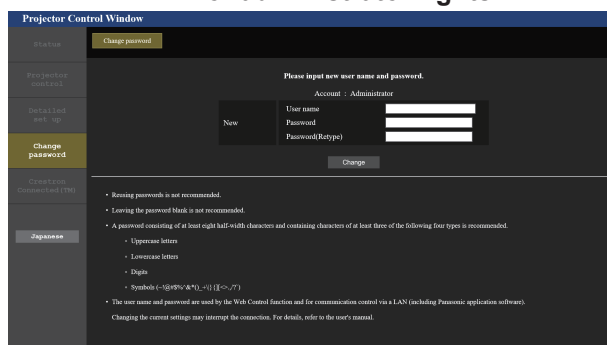 Projector Control Window
Status
Change password
Projector
control
Detailed
set up
Change
password
Crestron
Connected(TM)
Japanese
Please input new user name and password.
Account : Administrator
New
User name
Password
Password(Retype)
Change
• Reusing passwords is not recommended.
• Leaving the password blank is not recommended.
• A password consisting of at least eight half-width characters and containing characters of at least three of the following four types is recommended.
◦ Uppercase letters
◦ Lowercase letters
◦ Digits
• The user name and password are used by the Web Control function and for communication control via a LAN (including Panasonic application software).
Changing the current settings may interrupt the connection. For details, refer to the user's manual.